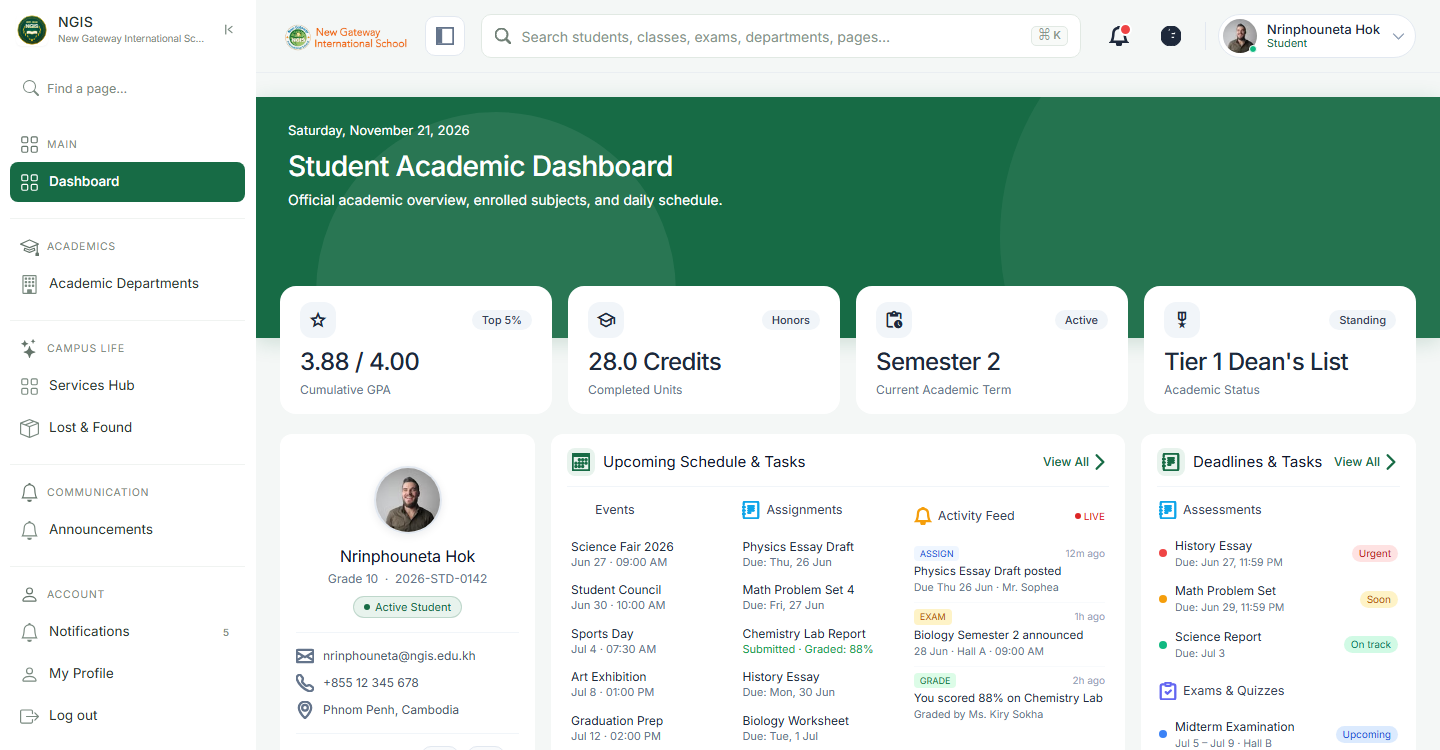 NGIS
New Gateway International Sc...
Find a page...
MAIN
Dashboard
ACADEMICS
Academic Departments
CAMPUS LIFE
Services Hub
Lost & Found
COMMUNICATION
Announcements
ACCOUNT
Notifications 5
My Profile
Log out
New Gateway
International School
Search students, classes, exams, departments, pages...
⌘ K
Nrinphouneta Hok
Student
Saturday, November 21, 2026
Student Academic Dashboard
Official academic overview, enrolled subjects, and daily schedule.
Top 5%
3.88 / 4.00
Cumulative GPA
Honors
28.0 Credits
Completed Units
Active
Semester 2
Current Academic Term
Standing
Tier 1 Dean's List
Academic Status
Nrinphouneta Hok
Grade 10 · 2026-STD-0142
Active Student
nrinphouneta@ngis.edu.kh
+855 12 345 678
Phnom Penh, Cambodia
Upcoming Schedule & Tasks
View All
Events
Science Fair 2026
Jun 27 · 09:00 AM
Student Council
Jun 30 · 10:00 AM
Sports Day
Jul 4 · 07:30 AM
Art Exhibition
Jul 8 · 01:00 PM
Graduation Prep
Jul 12 · 02:00 PM
Assignments
Physics Essay Draft
Due: Thu, 26 Jun
Math Problem Set 4
Due: Fri, 27 Jun
Chemistry Lab Report
Submitted · Graded: 88%
History Essay
Due: Mon, 30 Jun
Biology Worksheet
Due: Tue, 1 Jul
Activity Feed
LIVE
ASSIGN 12m ago
Physics Essay Draft posted
Due Thu 26 Jun · Mr. Sophea
EXAM 1h ago
Biology Semester 2 announced
28 Jun · Hall A · 09:00 AM
GRADE 2h ago
You scored 88% on Chemistry Lab
Graded by Ms. Kiry Sokha
Deadlines & Tasks
View All
Assessments
History Essay
Due: Jun 27, 11:59 PM
Urgent
Math Problem Set
Due: Jun 29, 11:59 PM
Soon
Science Report
Due: Jul 3
On track
Exams & Quizzes
Midterm Examination
Jul 5 – Jul 9 · Hall B
Upcoming